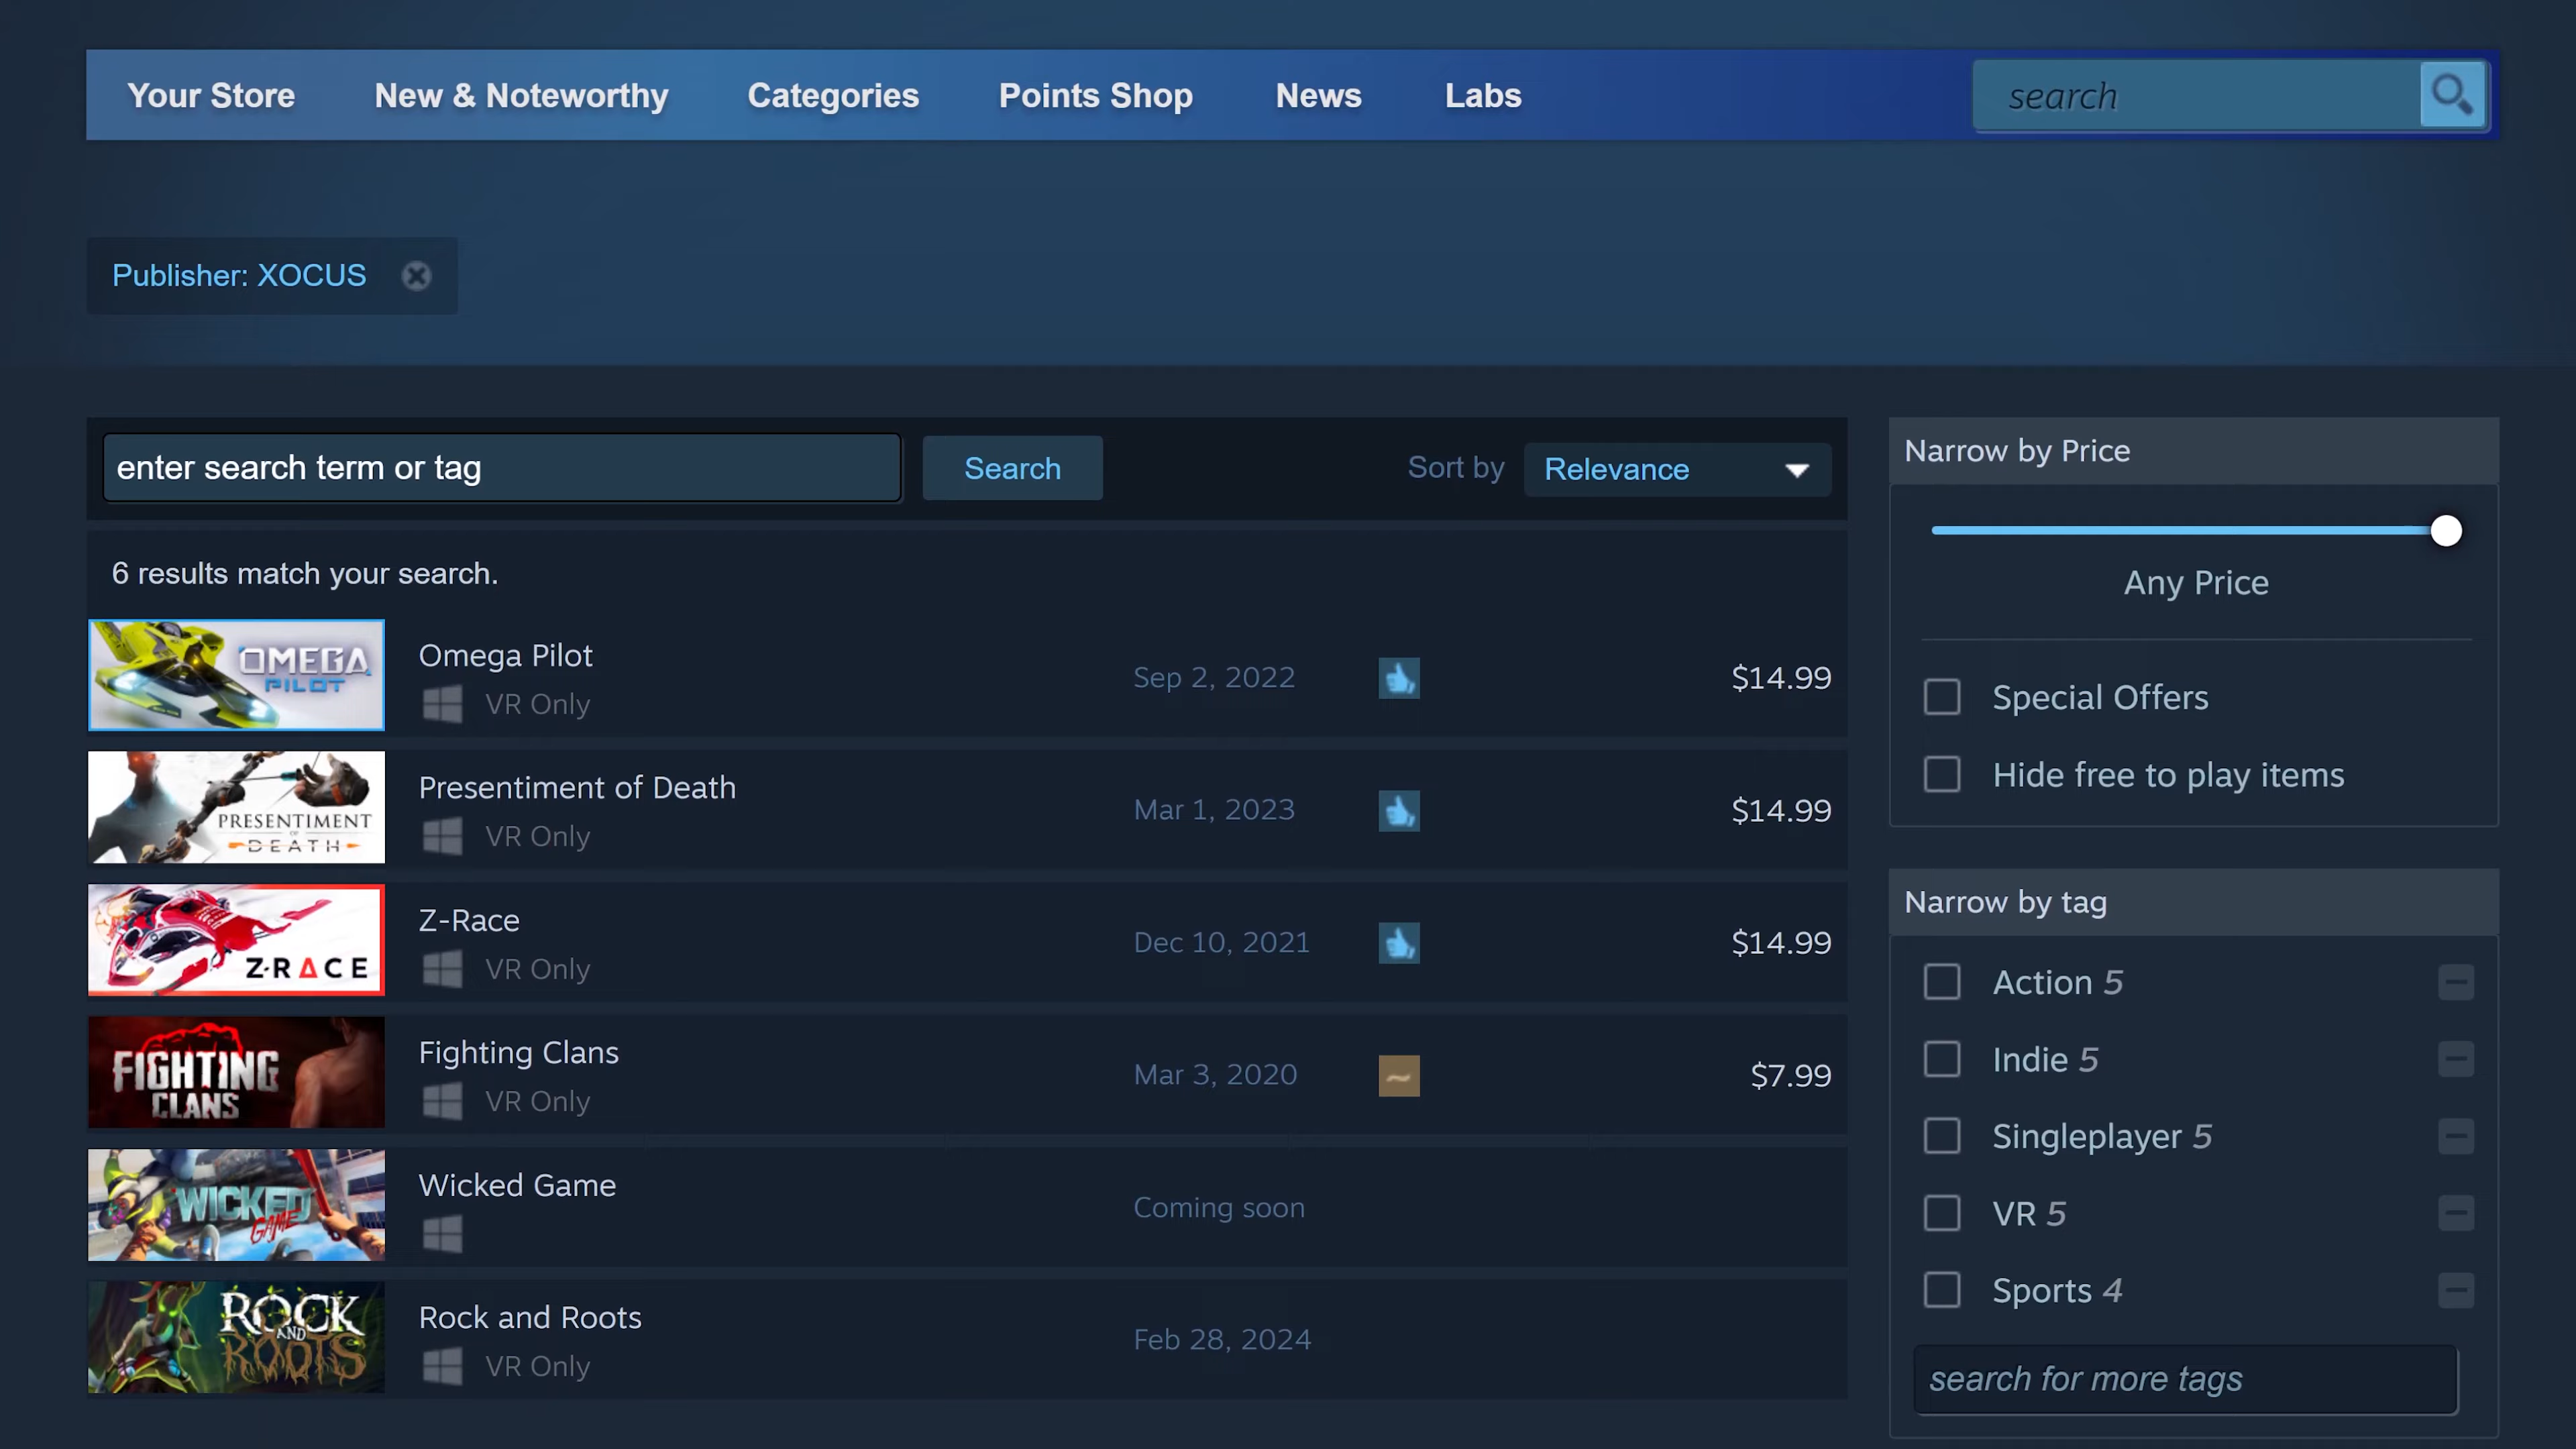 Your Store
New & Noteworthy
Categories
Points Shop
News
Labs
search
Publisher: XOCUS
enter search term or tag
Search
Sort by
Relevance
6 results match your search.
OMEGA
PILOT
Omega Pilot
VR Only
Sep 2, 2022
$14.99
PRESENTIMENT
OF
DEATH
Presentiment of Death
VR Only
Mar 1, 2023
$14.99
Z-RACE
Z-Race
VR Only
Dec 10, 2021
$14.99
FIGHTING
CLANS
Fighting Clans
VR Only
Mar 3, 2020
$7.99
WICKED
GAME
Wicked Game
Coming soon
ROCK
AND
ROOTS
Rock and Roots
VR Only
Feb 28, 2024
Narrow by Price
Any Price
Special Offers
Hide free to play items
Narrow by tag
Action 5
Indie 5
Singleplayer 5
VR 5
Sports 4
search for more tags